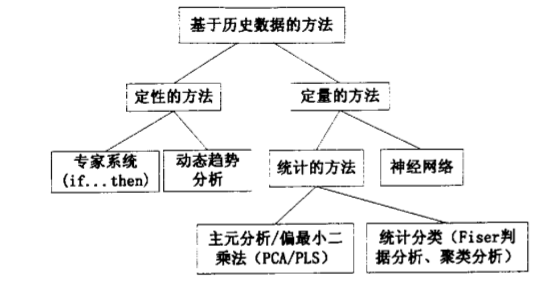 基于历史数据的方法
定性的方法
定量的方法
专家系统
(if...then)
动态趋势
分析
统计的方法
神经网络
主元分析/偏最小二
乘法（PCA/PLS）
统计分类（Fiser判
据分析、聚类分析）